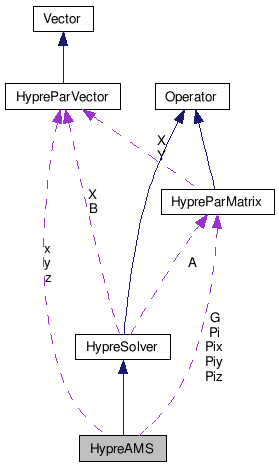 Vector
HypreParVector
Operator
X
Y
X
B
HypreParMatrix
x
y
z
A
G
Pi
Pix
Piy
Piz
HypreSolver
HypreAMS